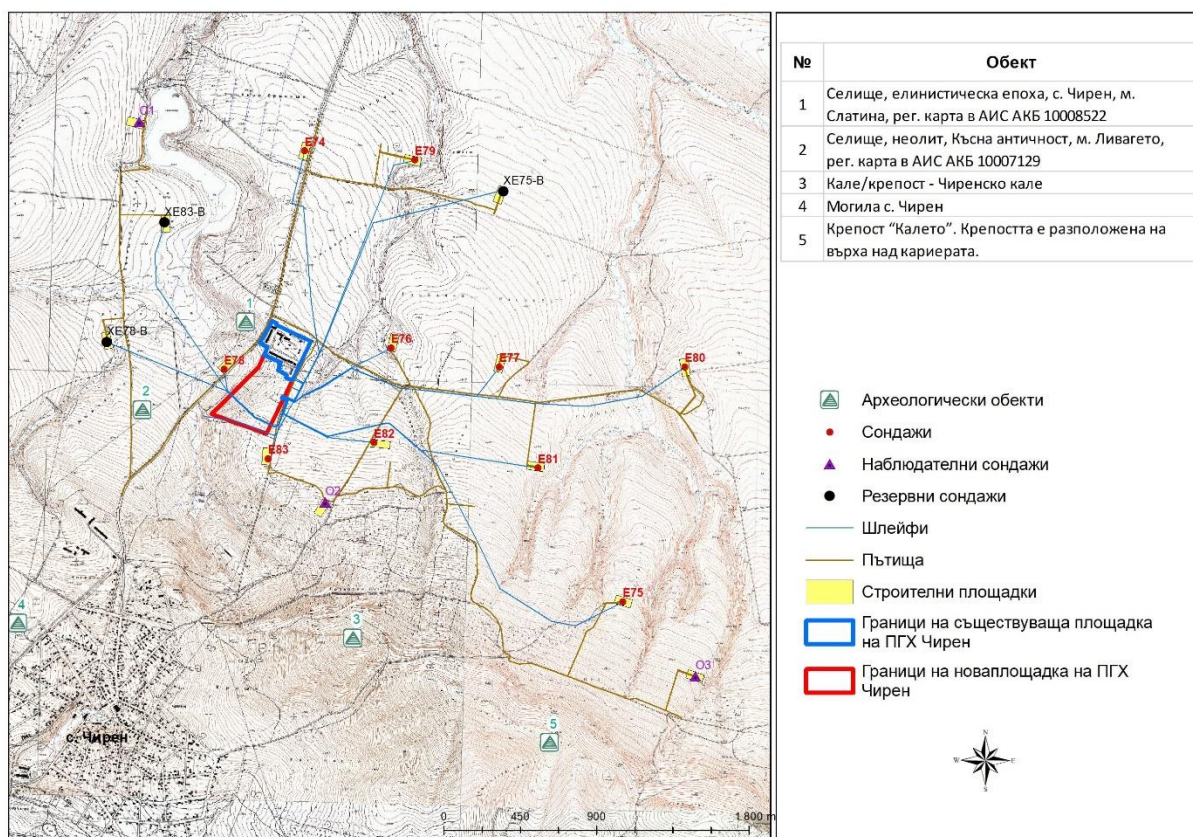 O1
E74
E79
XE75-B
XE83-B
1
XE78-B
E78
E76
E77
E80
2
E83
E82
E81
O2
E75
4
3
O3
с. Чирен
5
0 450 900 1 800 m
№ Обект
1 Селище, елинистическа епоха, с. Чирен, м.
Слатина, рег. карта в АИС АКБ 10008522
2 Селище, неолит, Късна античност, м. Ливагето,
рег. карта в АИС АКБ 10007129
3 Кале/крепост - Чиренско кале
4 Могила с. Чирен
5 Крепост “Калето”. Крепостта е разположена на
върха над кариерата.
Археологически обекти
Сондажи
Наблюдателни сондажи
Резервни сондажи
Шлейфи
Пътища
Строителни площадки
Граници на съществуваща площадка
на ПГХ Чирен
Граници на новаплощадка на ПГХ
Чирен
N
W E
S